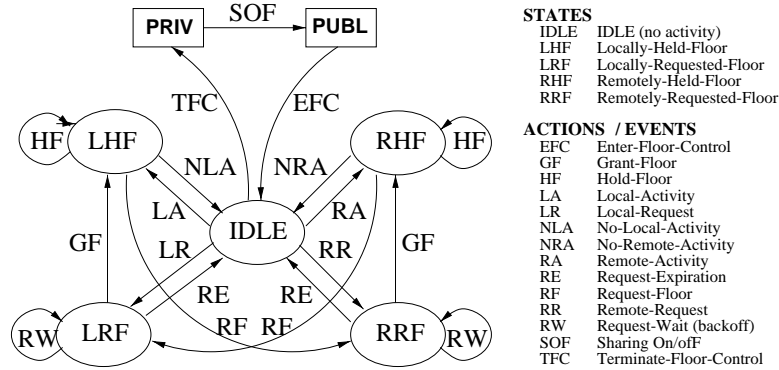 SOF
PRIV
PUBL
TFC
EFC
HF
LHF
RHF
HF
NLA
NRA
LA
RA
IDLE
GF
LR
RR
GF
RE
RE
RF
RF
RW
LRF
RRF
RW
STATES
IDLE IDLE (no activity)
LHF Locally-Held-Floor
LRF Locally-Requested-Floor
RHF Remotely-Held-Floor
RRF Remotely-Requested-Floor
ACTIONS / EVENTS
EFC Enter-Floor-Control
GF Grant-Floor
HF Hold-Floor
LA Local-Activity
LR Local-Request
NLA No-Local-Activity
NRA No-Remote-Activity
RA Remote-Activity
RE Request-Expiration
RF Request-Floor
RR Remote-Request
RW Request-Wait (backoff)
SOF Sharing On/ofF
TFC Terminate-Floor-Control